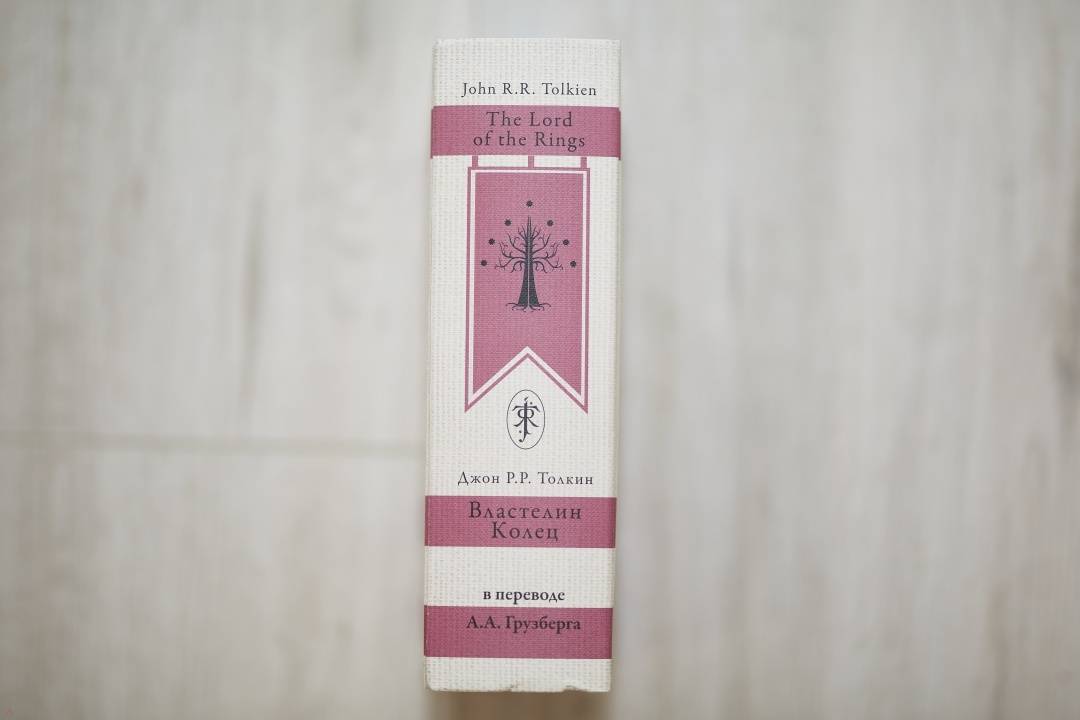 John R.R. Tolkien
The Lord
of the Rings
Джон Р.Р. Толкин
Властелин
Колец
в переводе
А.А. Грузберга